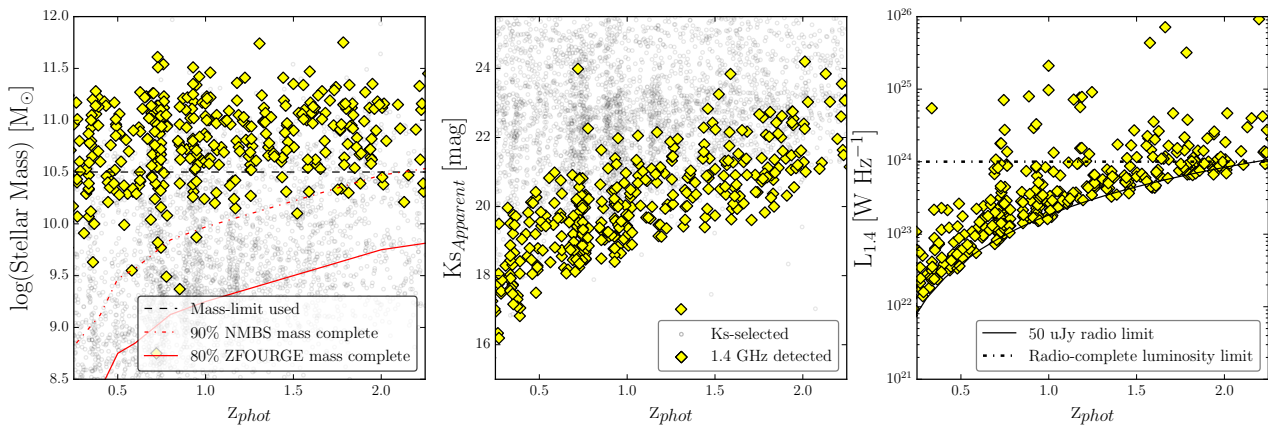 log(Stellar Mass) [M⊙]
12.0
11.5
11.0
10.5
10.0
9.5
9.0
8.5
0.5 1.0 1.5 2.0
zphot
Mass-limit used
90% NMBS mass complete
80% ZFOURGE mass complete
KsApparent [mag]
24
22
20
18
16
0.5 1.0 1.5 2.0
zphot
Ks-selected
1.4 GHz detected
L1.4 [W Hz−1]
10^26
10^25
10^24
10^23
10^22
10^21
0.5 1.0 1.5 2.0
zphot
50 uJy radio limit
Radio-complete luminosity limit